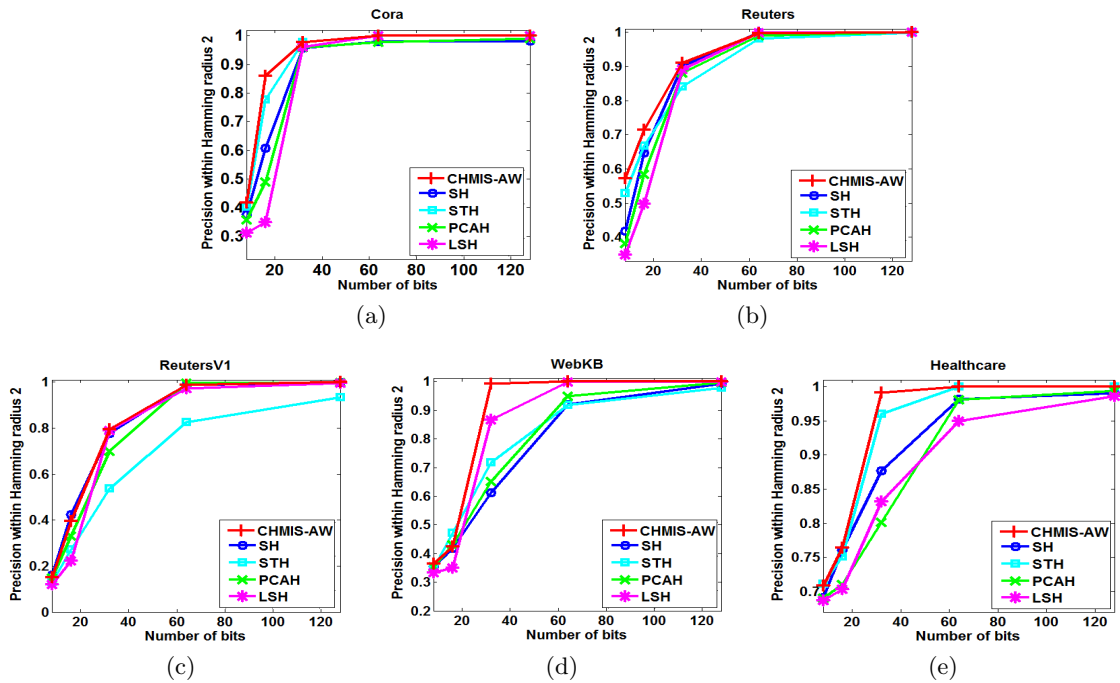 Cora
Precision within Hamming radius 2
1
0.9
0.8
0.7
0.6
0.5
0.4
0.3
CHMIS-AW
SH
STH
PCAH
LSH
20 40 60 80 100 120
Number of bits
(a)
Reuters
Precision within Hamming radius 2
1
0.9
0.8
0.7
0.6
0.5
0.4
CHMIS-AW
SH
STH
PCAH
LSH
20 40 60 80 100 120
Number of bits
(b)
ReutersV1
Precision within Hamming radius 2
1
0.8
0.6
0.4
0.2
0
CHMIS-AW
SH
STH
PCAH
LSH
20 40 60 80 100 120
Number of bits
(c)
WebKB
Precision within Hamming radius 2
1
0.9
0.8
0.7
0.6
0.5
0.4
0.3
0.2
CHMIS-AW
SH
STH
PCAH
LSH
20 40 60 80 100 120
Number of bits
(d)
Healthcare
Precision within Hamming radius 2
1
0.95
0.9
0.85
0.8
0.75
0.7
CHMIS-AW
SH
STH
PCAH
LSH
20 40 60 80 100 120
Number of bits
(e)